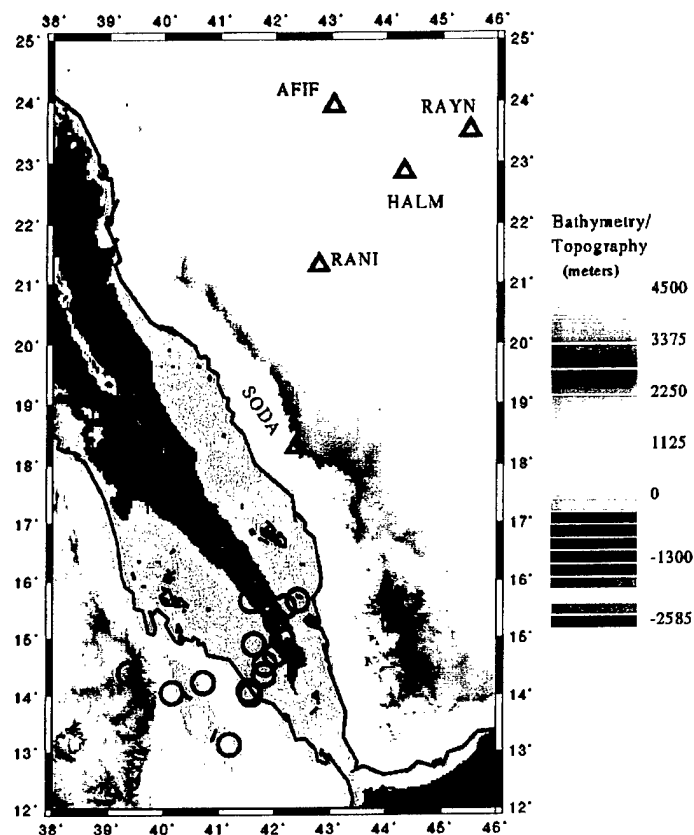 38° 39° 40° 41° 42° 43° 44° 45° 46°
25° 25°
24° 24°
23° 23°
22° 22°
21° 21°
20° 20°
19° 19°
18° 18°
17° 17°
16° 16°
15° 15°
14° 14°
13° 13°
12° 12°
38° 39° 40° 41° 42° 43° 44° 45° 46°
AFIF
RAYN
HALM
RANI
SODA
Bathymetry/
Topography
(meters)
4500
3375
2250
1125
0
-1300
-2585